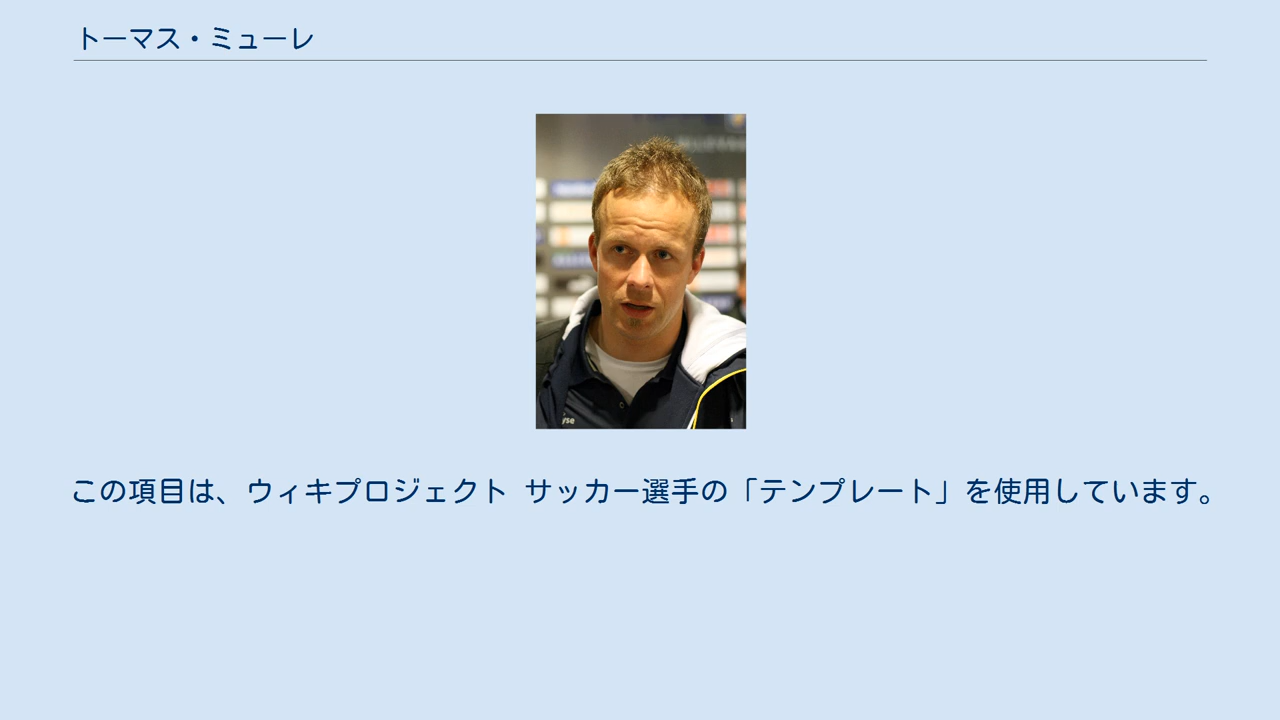 トーマス・ミューレ
yse
この項目は、ウィキプロジェクト サッカー選手の「テンプレート」を使用しています。